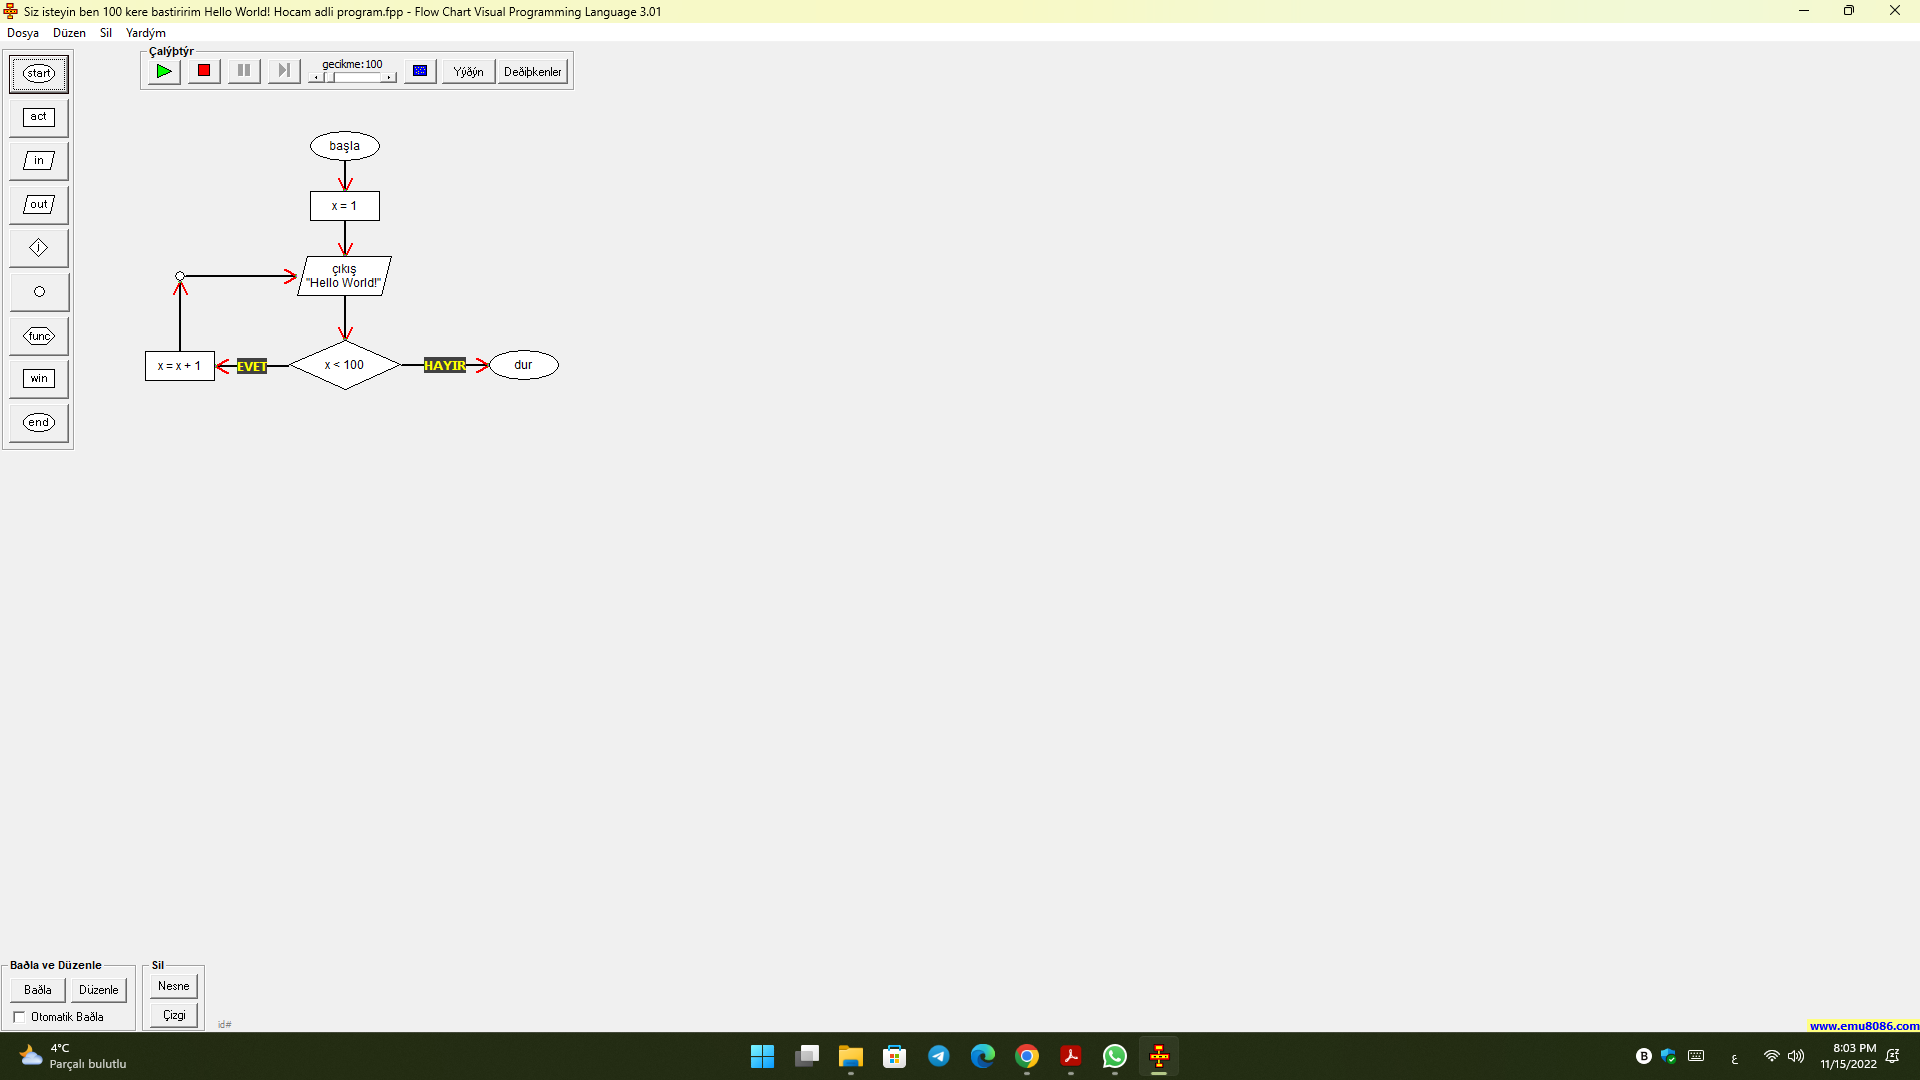 Siz isteyin ben 100 kere bastiririm Hello World! Hocam adli program.fpp - Flow Chart Visual Programming Language 3.01
Dosya Düzen Sil Yardým
Çalýþtýr
gecikme:100
Yýðýn
Deðiþkenler
start
act
in
out
j
func
win
end
başla
x = 1
çıkış
"Hello World!"
x = x + 1
EVET
x < 100
HAYIR
dur
Baðla ve Düzenle
Baðla
Düzenle
Otomatik Baðla
Sil
Nesne
Çizgi
id#
www.emu8086.com
4°C
Parçalı bulutlu
B
ع
8:03 PM
11/15/2022